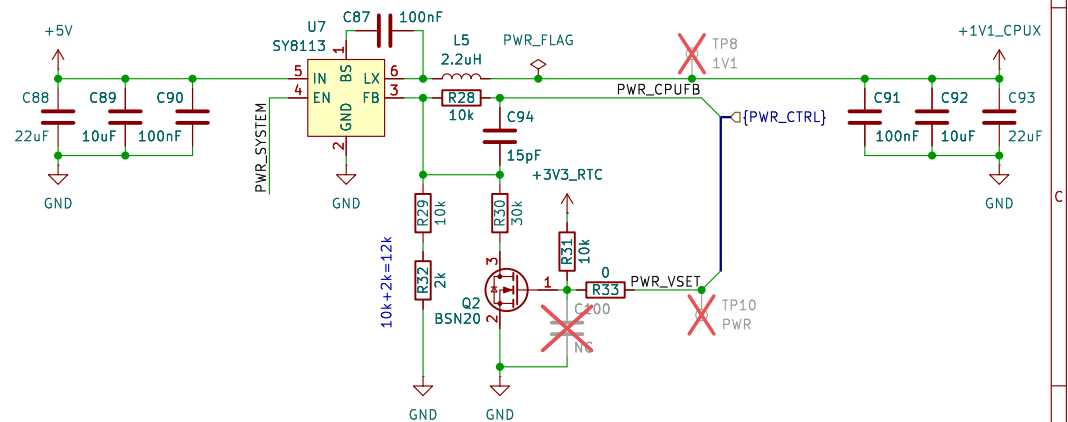 +5V
C88
22uF
C89
10uF
C90
100nF
GND
U7
SY8113
C87
100nF
1
BS
5
IN
4
EN
LX
6
FB
3
GND
2
GND
PWR_SYSTEM
L5
2.2uH
PWR_FLAG
R28
10k
C94
15pF
PWR_CPUFB
TP8
1V1
{PWR_CTRL}
+1V1_CPUX
C91
100nF
C92
10uF
C93
22uF
GND
R29
10k
R30
30k
+3V3_RTC
R31
10k
R32
2k
10k+2k=12k
3
1
2
Q2
BSN20
0
R33
PWR_VSET
C100
NC
TP10
PWR
GND
GND
C